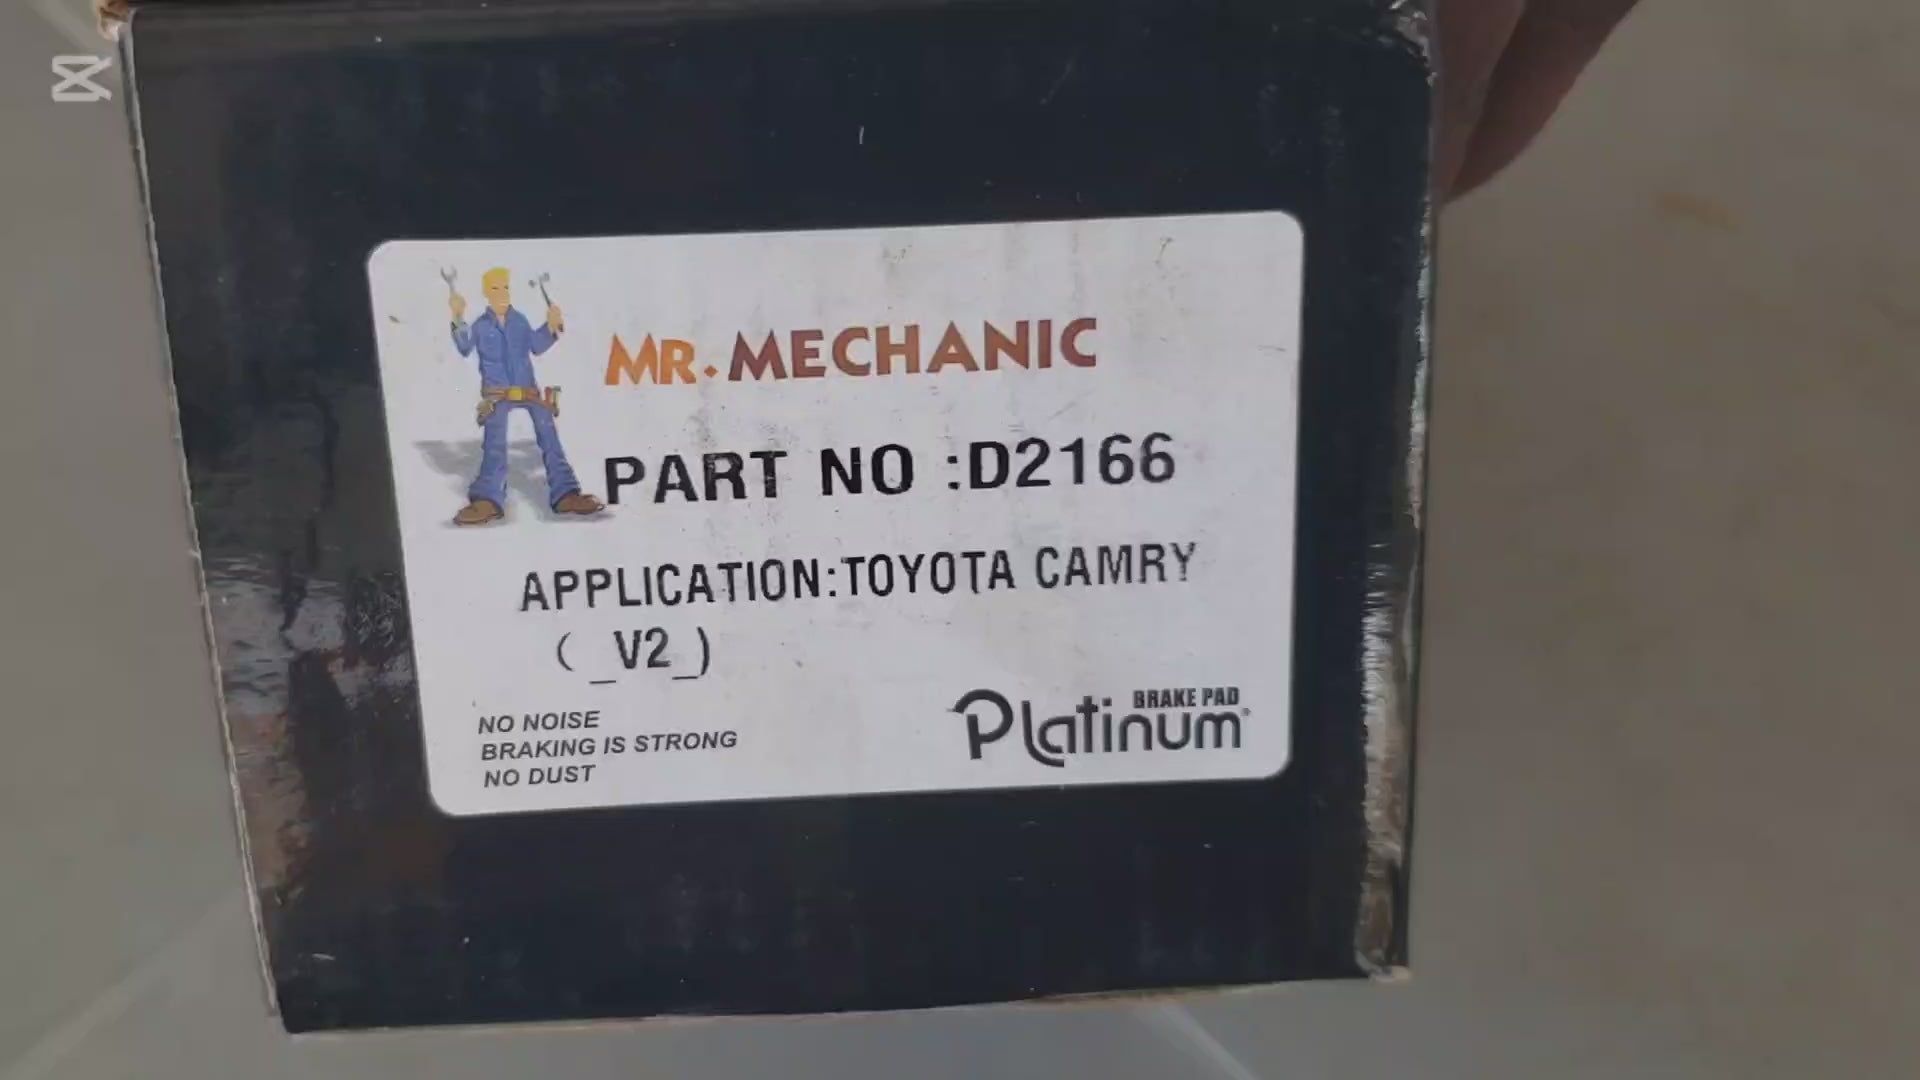 MR. MECHANIC
PART NO :D2166
APPLICATION:TOYOTA CAMRY
( _V2_)
NO NOISE
BRAKING IS STRONG
NO DUST
BRAKE PAD
Platinum